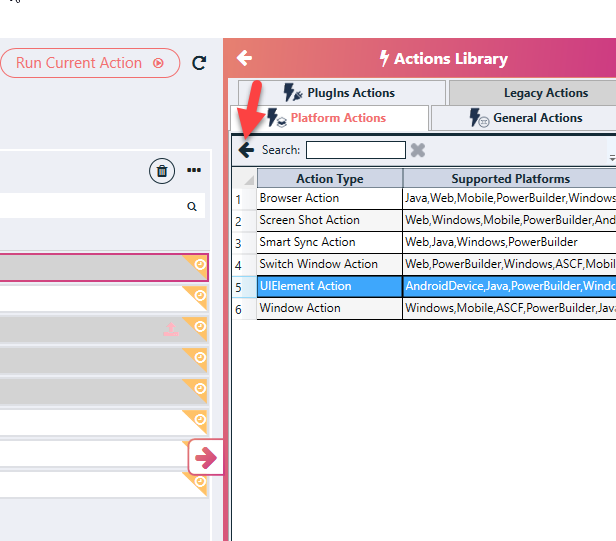 Run Current Action
Actions Library
PlugIns Actions
Legacy Actions
Platform Actions
General Actions
Search:
Action Type Supported Platforms
1 Browser Action Java,Web,Mobile,PowerBuilder,Windows
2 Screen Shot Action Web,Windows,Mobile,PowerBuilder,And
3 Smart Sync Action Web,Java,Windows,PowerBuilder
4 Switch Window Action Web,PowerBuilder,Windows,ASCF,Mobil
5 UIElement Action AndroidDevice,Java,PowerBuilder,Windo
6 Window Action Windows,Mobile,ASCF,PowerBuilder,Java